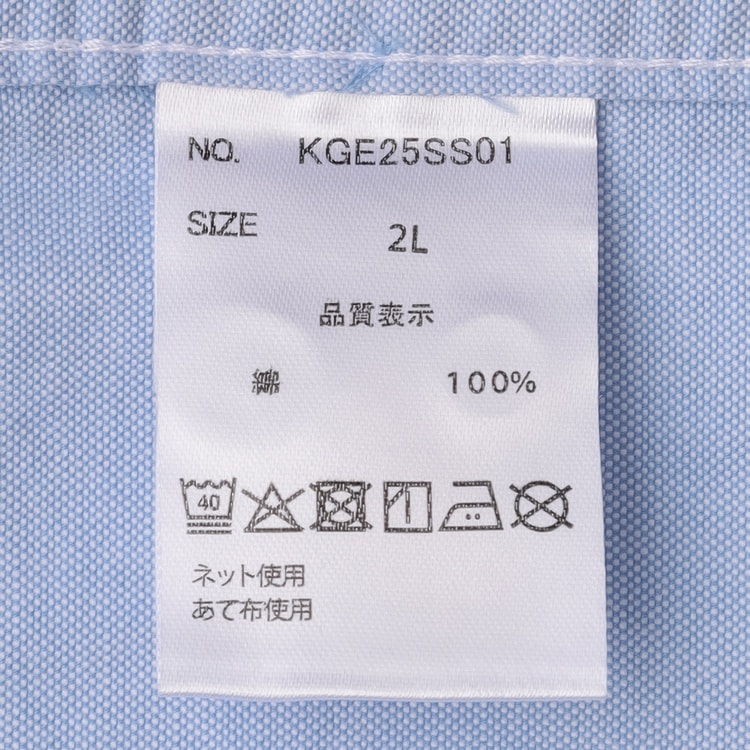 NO. KGE25SS01
SIZE 2L
品質表示
綿 100%
40
ネット使用
あて布使用